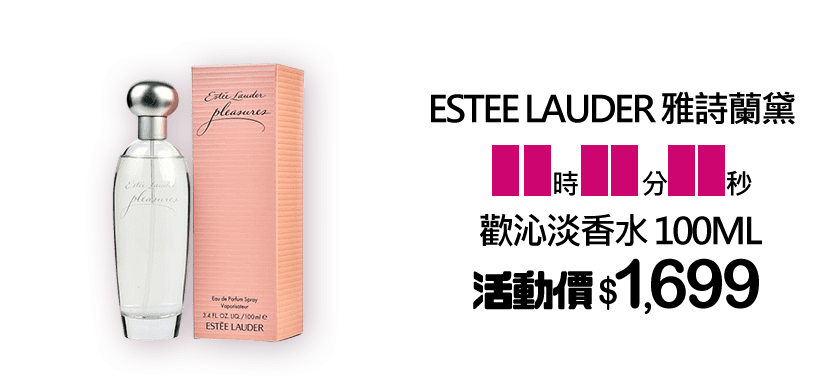 Estée Lauder
pleasures
Estée Lauder
pleasures
Eau de Parfum Spray
Vaporisateur
3.4 FL. OZ. LIQ./100ml e
ESTĒE LAUDER
ESTEE LAUDER 雅詩蘭黛
時 分 秒
歡沁淡香水 100ML
活動價 $1,699